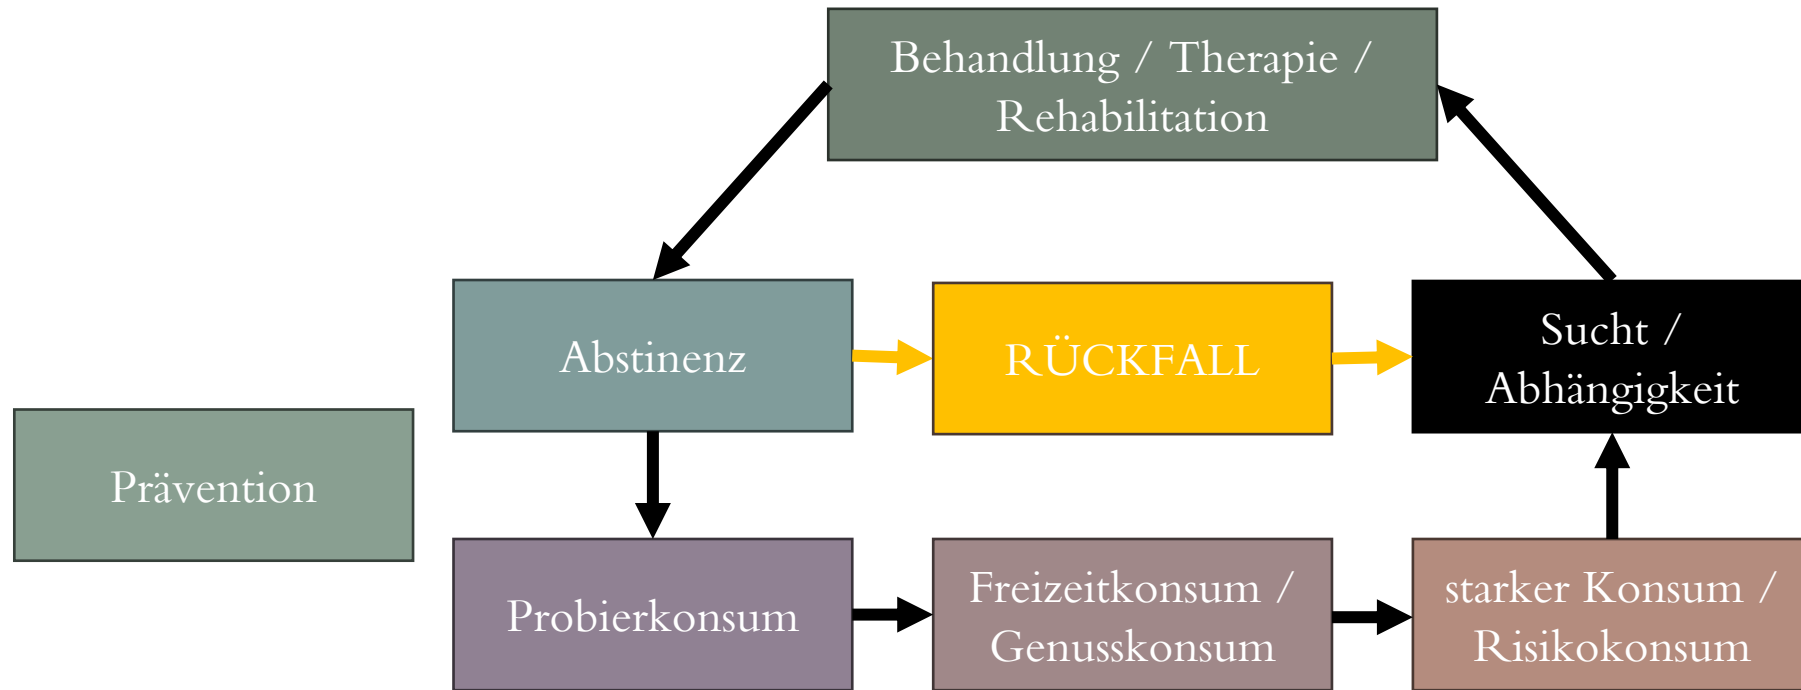 Behandlung / Therapie /
Rehabilitation
Abstinenz
RÜCKFALL
Sucht /
Abhängigkeit
Prävention
Probierkonsum
Freizeitkonsum /
Genusskonsum
starker Konsum /
Risikokonsum